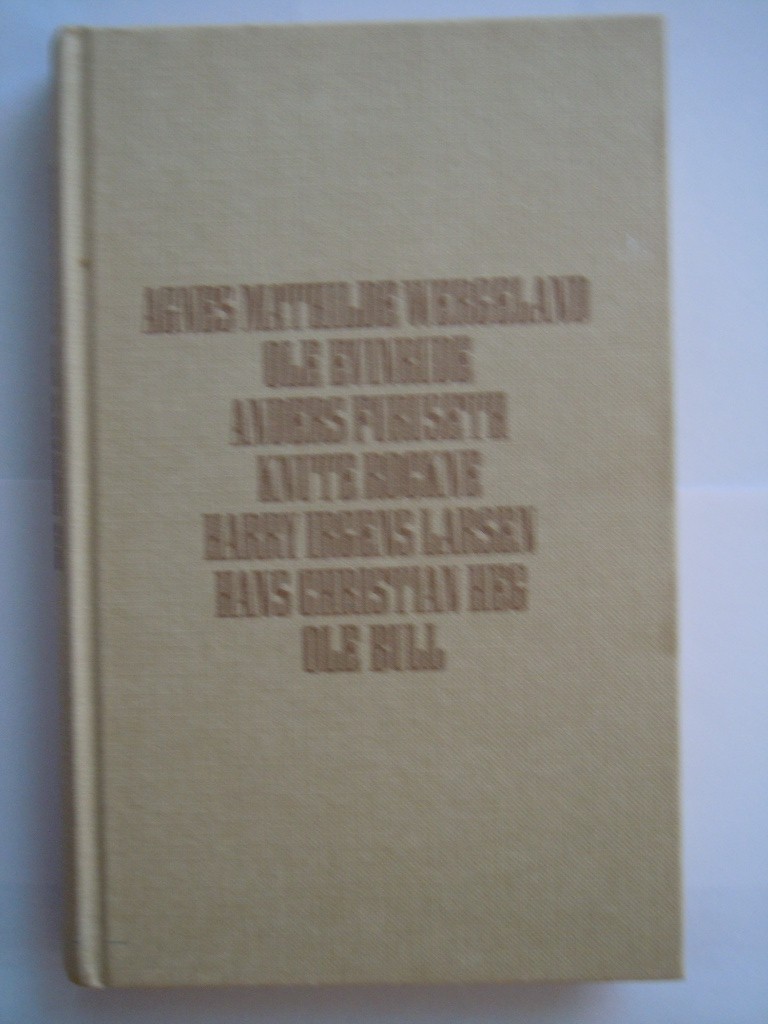 AGNES MATHILDE WERGELAND
OLE EVINRUDE
ANDERS FURUSETH
KNUTE ROCKNE
HARRY IRGENS LARSEN
HANS CHRISTIAN HEG
OLE BULL